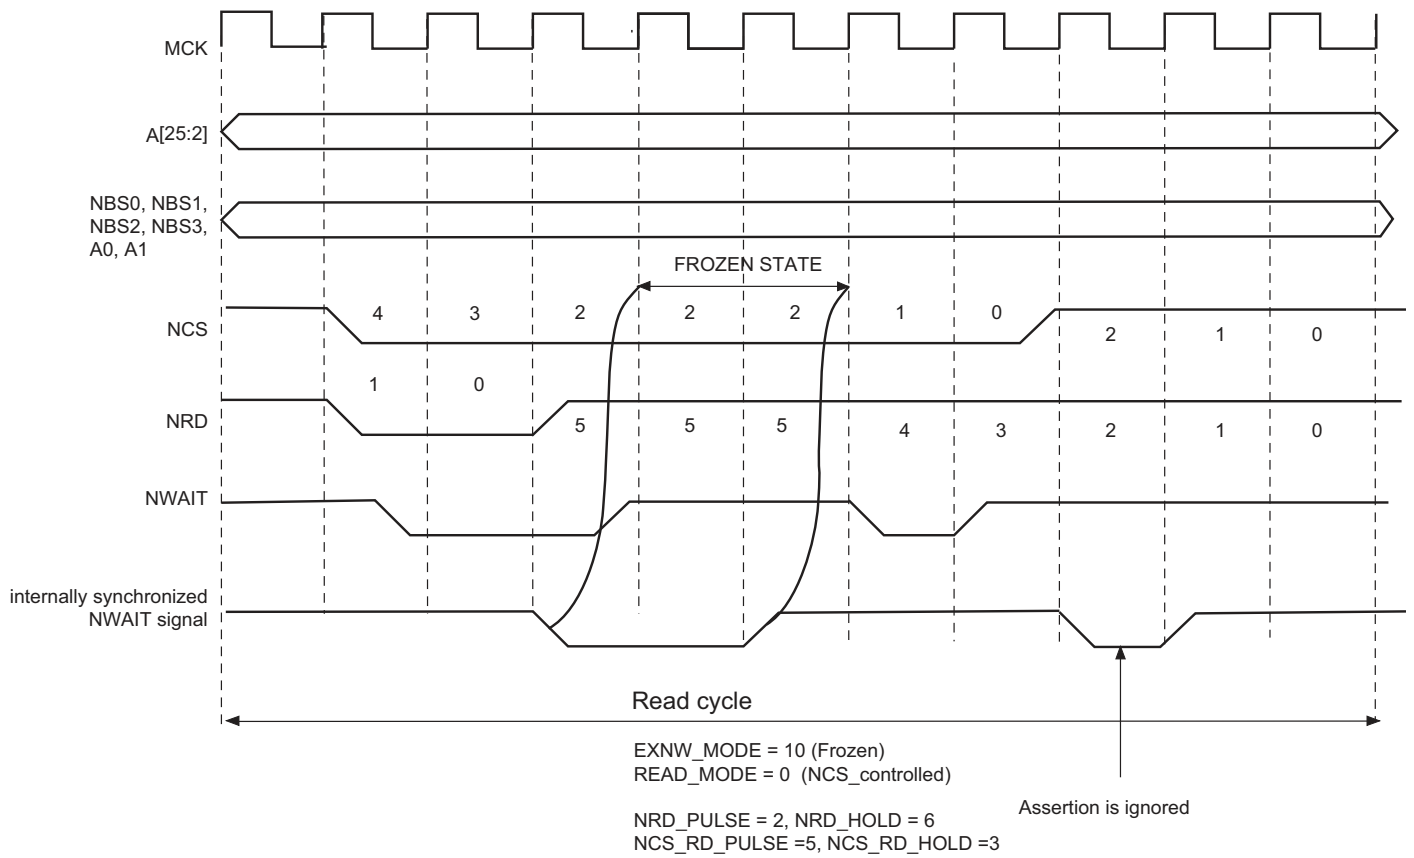 MCK
A[25:2]
NBS0, NBS1,
NBS2, NBS3,
A0, A1
FROZEN STATE
NCS
4 3 2 2 2 1 0
2 1 0
NRD
1 0
5 5 5 4 3 2 1 0
NWAIT
internally synchronized
NWAIT signal
Read cycle
EXNW_MODE = 10 (Frozen)
READ_MODE = 0 (NCS_controlled)
Assertion is ignored
NRD_PULSE = 2, NRD_HOLD = 6
NCS_RD_PULSE =5, NCS_RD_HOLD =3